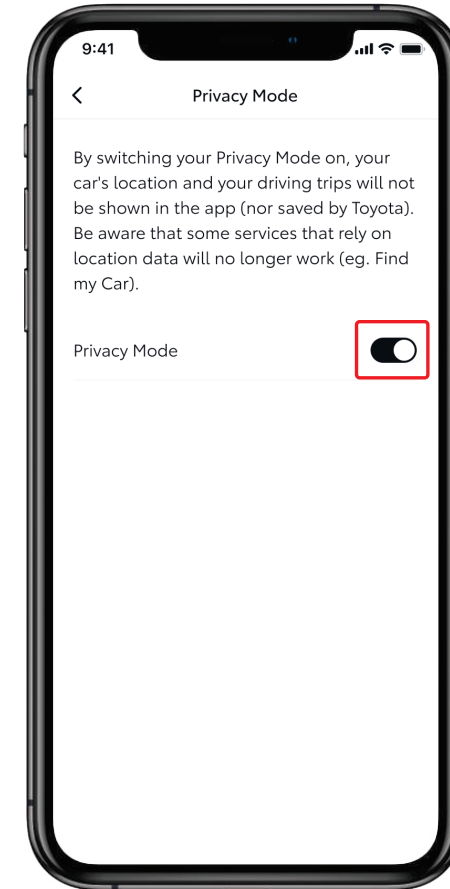 9:41
Privacy Mode
By switching your Privacy Mode on, your
car's location and your driving trips will not
be shown in the app (nor saved by Toyota).
Be aware that some services that rely on
location data will no longer work (eg. Find
my Car).
Privacy Mode